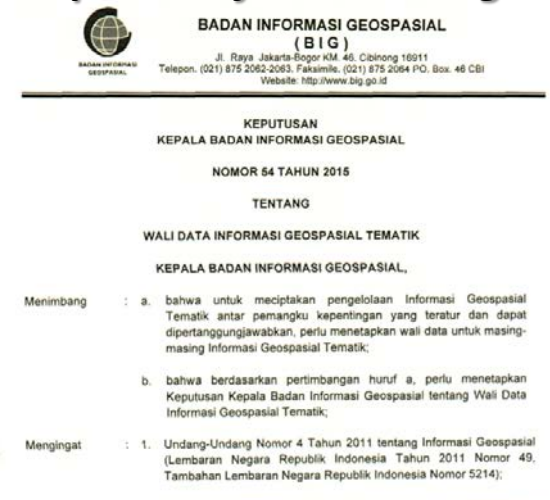 BADAN INFORMASI GEOSPASIAL
BADAN INFORMASI GEOSPASIAL
( B I G )
Jl. Raya Jakarta-Bogor KM. 46. Cibinong 16911
Telepon. (021) 875 2062-2063. Faksimile. (021) 875 2064 PO. Box. 46 CBI
Website: http://www.big.go.id
KEPUTUSAN
KEPALA BADAN INFORMASI GEOSPASIAL
NOMOR 54 TAHUN 2015
TENTANG
WALI DATA INFORMASI GEOSPASIAL TEMATIK
KEPALA BADAN INFORMASI GEOSPASIAL,
Menimbang : a. bahwa untuk meciptakan pengelolaan Informasi Geospasial
Tematik antar pemangku kepentingan yang teratur dan dapat
dipertanggungjawabkan, perlu menetapkan wali data untuk masing-
masing Informasi Geospasial Tematik;
b. bahwa berdasarkan pertimbangan huruf a, perlu menetapkan
Keputusan Kepala Badan Informasi Geospasial tentang Wali Data
Informasi Geospasial Tematik;
Mengingat : 1. Undang-Undang Nomor 4 Tahun 2011 tentang Informasi Geospasial
(Lembaran Negara Republik Indonesia Tahun 2011 Nomor 49,
Tambahan Lembaran Negara Republik Indonesia Nomor 5214);